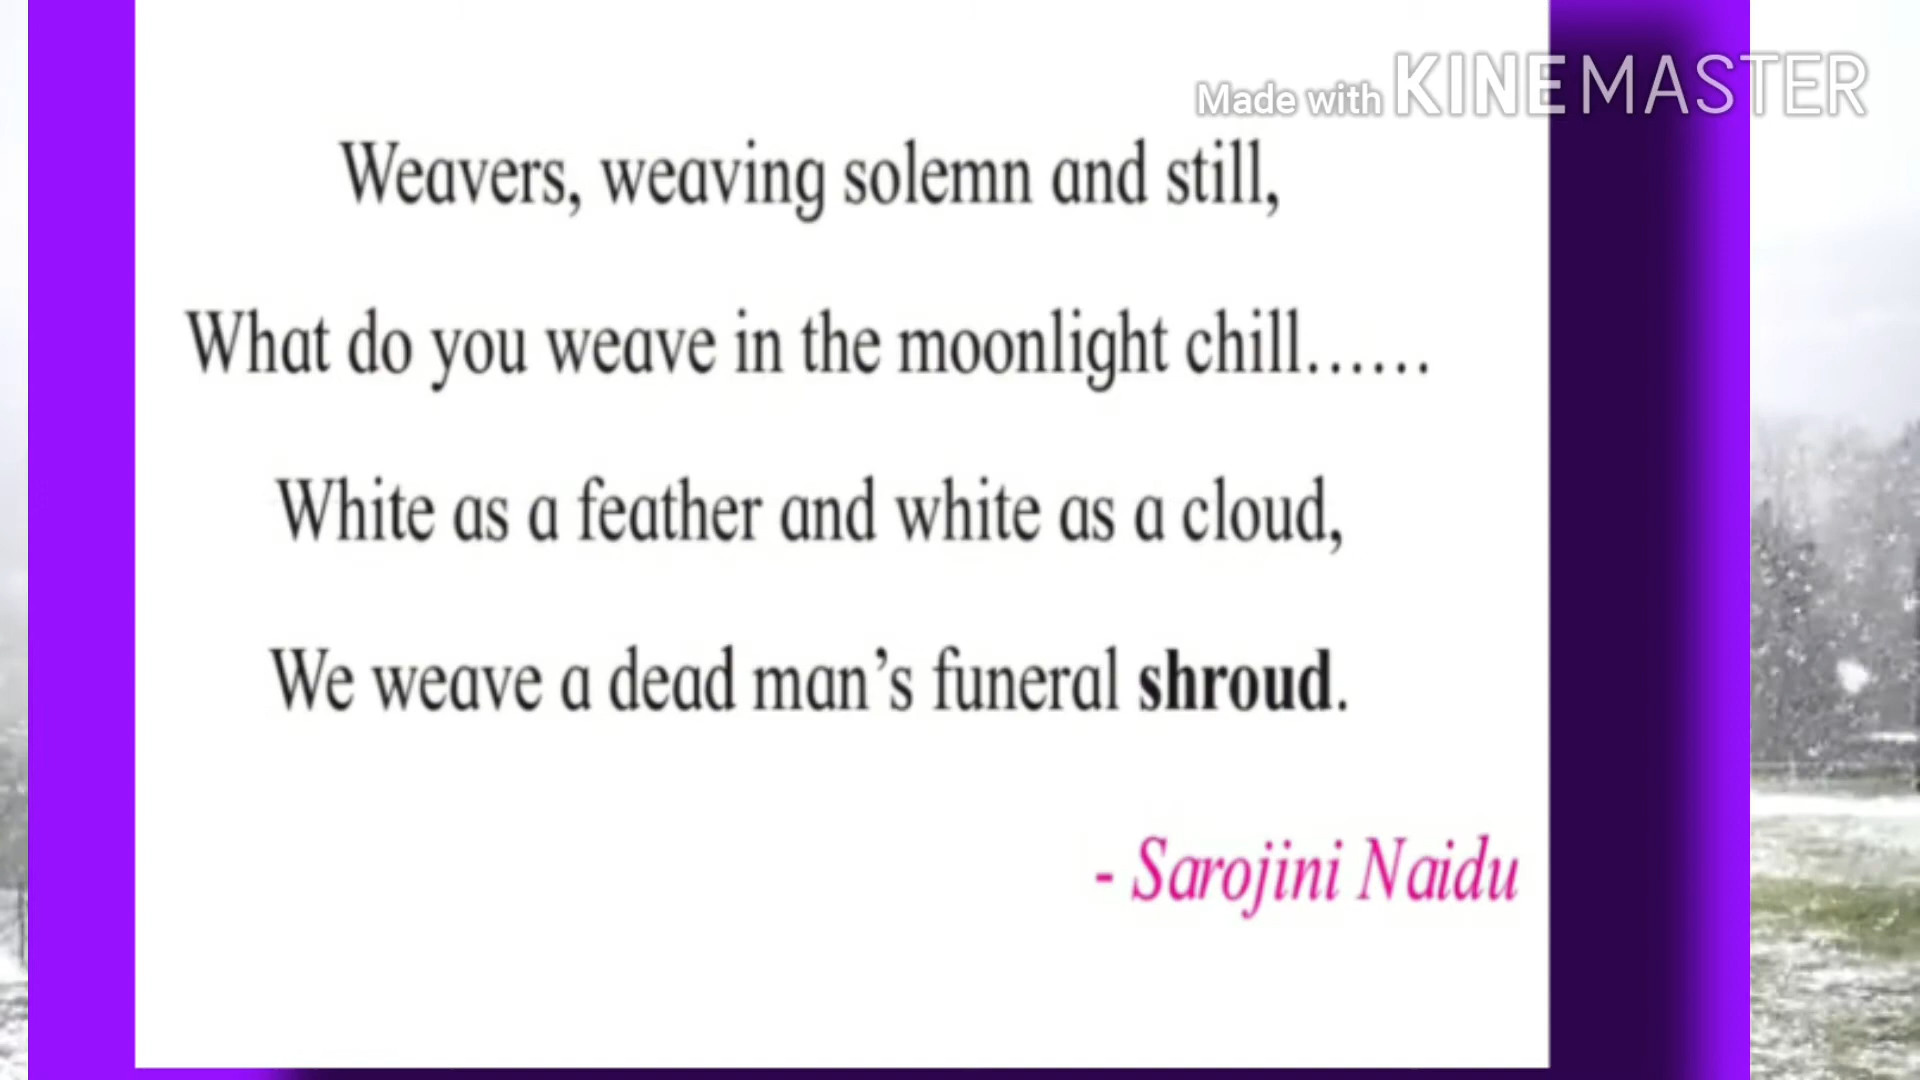 Made with KINEMASTER
Weavers, weaving solemn and still,
What do you weave in the moonlight chill......
White as a feather and white as a cloud,
We weave a dead man’s funeral shroud.
- Sarojini Naidu